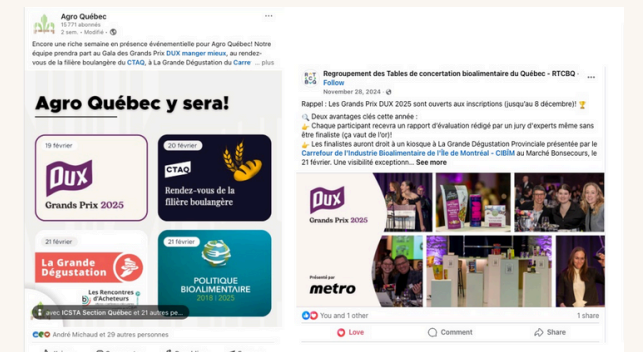 Agro Québec
15 771 abonnés
2 sem. • Modifié •
Encore une riche semaine en présence événementielle pour Agro Québec! Notre
équipe prendra part au Gala des Grands Prix DUX manger mieux, au rendez-
vous de la filière boulangère du CTAQ, à La Grande Dégustation du Carre ... plus
Agro Québec y sera!
19 février
DUX
Grands Prix 2025
20 février
CTAQ
Rendez-vous de la
filière boulangère
21 février
La Grande
Dégustation
Les Rencontres
d'Acheteurs
21 février
POLITIQUE
BIOALIMENTAIRE
2018 | 2025
avec ICSTA Section Québec et 21 autres pe...
André Michaud et 29 autres personnes
Regroupement des Tables de concertation bioalimentaire du Québec - RTCBQ ·
Follow
November 28, 2024 ·
Rappel : Les Grands Prix DUX 2025 sont ouverts aux inscriptions (jusqu'au 8 décembre)! 🏆
🔍 Deux avantages clés cette année :
👉 Chaque participant recevra un rapport d'évaluation rédigé par un jury d'experts même sans
être finaliste (ça vaut de l'or)!
👉 Les finalistes auront droit à un kiosque à La Grande Dégustation Provinciale présentée par le
Carrefour de l'Industrie Bioalimentaire de l'Île de Montréal - CIBÎM au Marché Bonsecours, le
21 février. Une visibilité exceptionn... See more
DUX
Grands Prix 2025
Présenté par
metro
You and 1 other
1 share
Love
Comment
Share